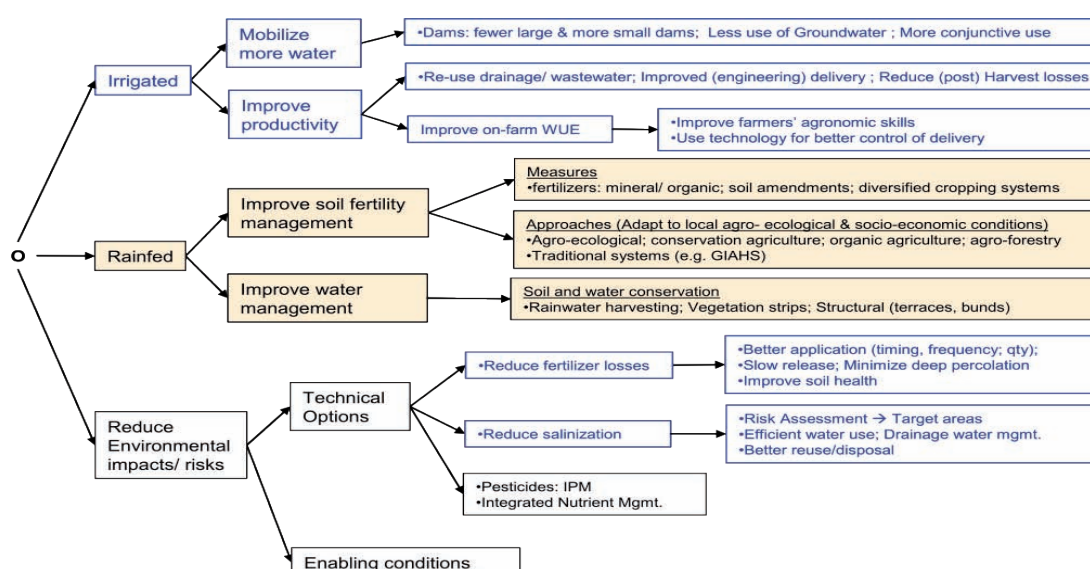 Mobilize
more water
•Dams: fewer large & more small dams;  Less use of Groundwater ; More conjunctive use
Irrigated
•Re-use drainage/ wastewater; Improved (engineering) delivery ; Reduce (post) Harvest losses
Improve
productivity
Improve on-farm WUE
•Improve farmers' agronomic skills
•Use technology for better control of delivery
Measures
•fertilizers: mineral/ organic; soil amendments; diversified cropping systems
Improve soil fertility
management
Approaches (Adapt to local agro- ecological & socio-economic conditions)
•Agro-ecological; conservation agriculture; organic agriculture; agro-forestry
•Traditional systems (e.g. GIAHS)
O
Rainfed
Improve water
management
Soil and water conservation
•Rainwater harvesting; Vegetation strips; Structural (terraces, bunds)
•Reduce fertilizer losses
•Better application (timing, frequency; qty);
•Slow release; Minimize deep percolation
•Improve soil health
Technical
Options
Reduce
Environmental
impacts/ risks
•Reduce salinization
•Risk Assessment → Target areas
•Efficient water use; Drainage water mgmt.
•Better reuse/disposal
•Pesticides: IPM
•Integrated Nutrient Mgmt.
Enabling conditions